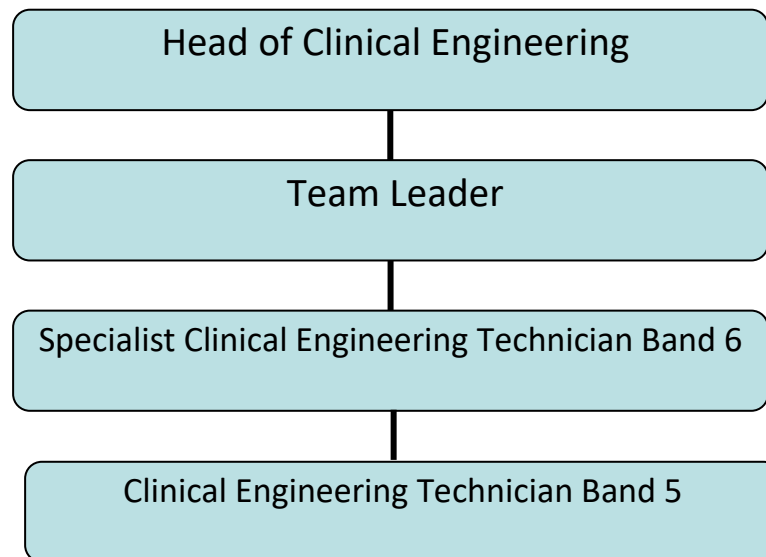 Head of Clinical Engineering
Team Leader
Specialist Clinical Engineering Technician Band 6
Clinical Engineering Technician Band 5